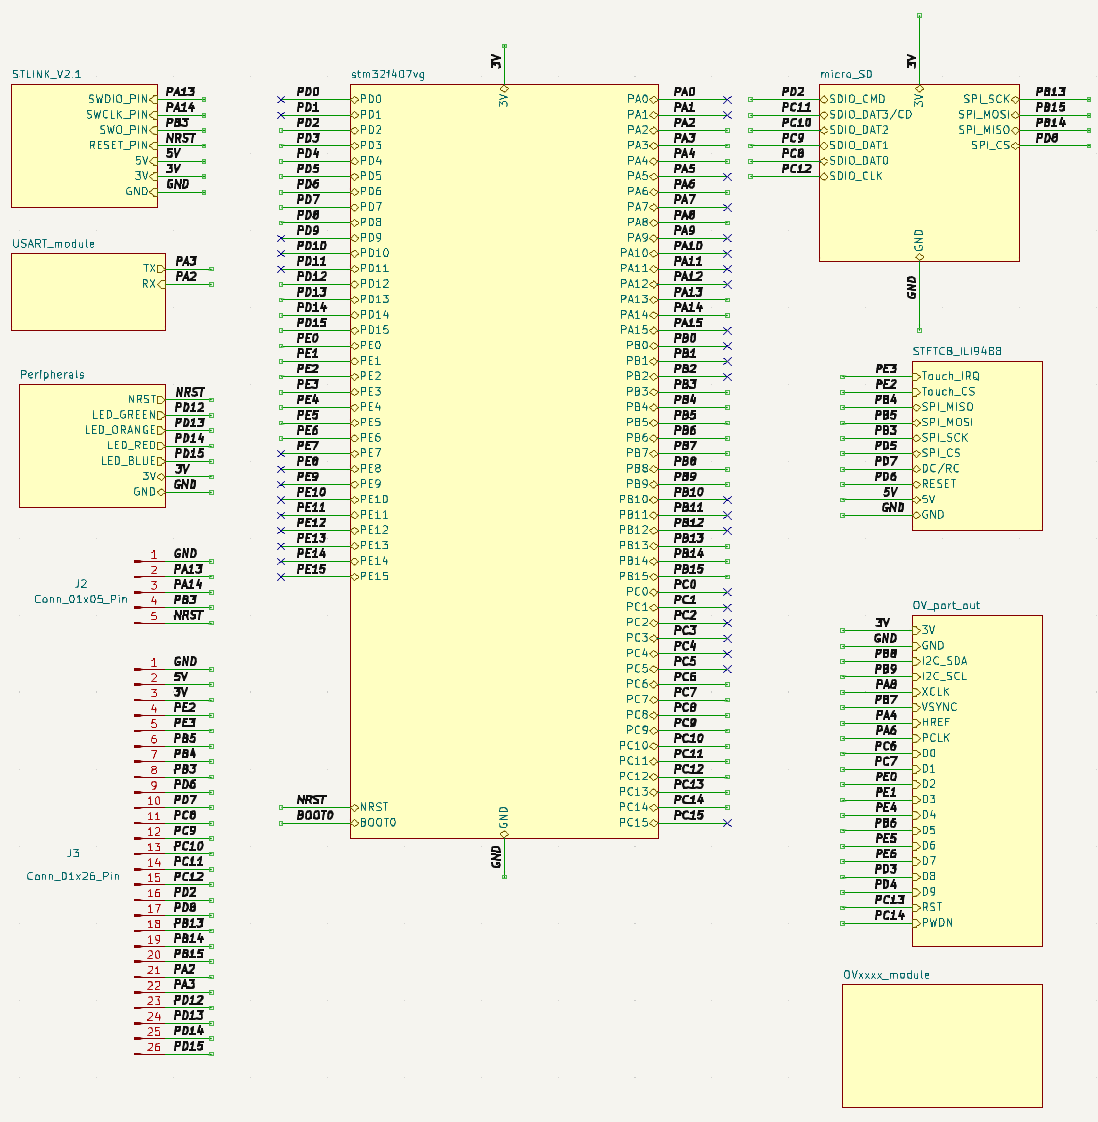 STLINK_V2.1
SWDIO_PIN PA13
SWCLK_PIN PA14
SWO_PIN PB3
RESET_PIN NRST
5V 5V
3V 3V
GND GND
USART_module
TX PA3
RX PA2
Peripherals
NRST NRST
LED_GREEN PD12
LED_ORANGE PD13
LED_RED PD14
LED_BLUE PD15
3V 3V
GND GND
J2
Conn_01x05_Pin
1 GND
2 PA13
3 PA14
4 PB3
5 NRST
J3
Conn_01x26_Pin
1 GND
2 5V
3 3V
4 PE2
5 PE3
6 PB5
7 PB4
8 PB3
9 PD6
10 PD7
11 PC8
12 PC9
13 PC10
14 PC11
15 PC12
16 PD2
17 PD8
18 PB13
19 PB14
20 PB15
21 PA2
22 PA3
23 PD12
24 PD13
25 PD14
26 PD15
stm32f407vg
3V
3V
PD0 PD0
PD1 PD1
PD2 PD2
PD3 PD3
PD4 PD4
PD5 PD5
PD6 PD6
PD7 PD7
PD8 PD8
PD9 PD9
PD10 PD10
PD11 PD11
PD12 PD12
PD13 PD13
PD14 PD14
PD15 PD15
PE0 PE0
PE1 PE1
PE2 PE2
PE3 PE3
PE4 PE4
PE5 PE5
PE6 PE6
PE7 PE7
PE8 PE8
PE9 PE9
PE10 PE10
PE11 PE11
PE12 PE12
PE13 PE13
PE14 PE14
PE15 PE15
NRST NRST
BOOT0 BOOT0
PA0 PA0
PA1 PA1
PA2 PA2
PA3 PA3
PA4 PA4
PA5 PA5
PA6 PA6
PA7 PA7
PA8 PA8
PA9 PA9
PA10 PA10
PA11 PA11
PA12 PA12
PA13 PA13
PA14 PA14
PA15 PA15
PB0 PB0
PB1 PB1
PB2 PB2
PB3 PB3
PB4 PB4
PB5 PB5
PB6 PB6
PB7 PB7
PB8 PB8
PB9 PB9
PB10 PB10
PB11 PB11
PB12 PB12
PB13 PB13
PB14 PB14
PB15 PB15
PC0 PC0
PC1 PC1
PC2 PC2
PC3 PC3
PC4 PC4
PC5 PC5
PC6 PC6
PC7 PC7
PC8 PC8
PC9 PC9
PC10 PC10
PC11 PC11
PC12 PC12
PC13 PC13
PC14 PC14
PC15 PC15
GND
GND
micro_SD
3V
3V
PD2 SDIO_CMD
PC11 SDIO_DAT3/CD
PC10 SDIO_DAT2
PC9 SDIO_DAT1
PC8 SDIO_DAT0
PC12 SDIO_CLK
SPI_SCK PB13
SPI_MOSI PB15
SPI_MISO PB14
SPI_CS PD8
GND
GND
STFTCB_ILI9488
PE3 Touch_IRQ
PE2 Touch_CS
PB4 SPI_MISO
PB5 SPI_MOSI
PB3 SPI_SCK
PD5 SPI_CS
PD7 DC/RC
PD6 RESET
5V 5V
GND GND
OV_port_out
3V 3V
GND GND
PB8 I2C_SDA
PB9 I2C_SCL
PA8 XCLK
PB7 VSYNC
PA4 HREF
PA6 PCLK
PC6 D0
PC7 D1
PE0 D2
PE1 D3
PE4 D4
PB6 D5
PE5 D6
PE6 D7
PD3 D8
PD4 D9
PC13 RST
PC14 PWDN
OVxxxx_module